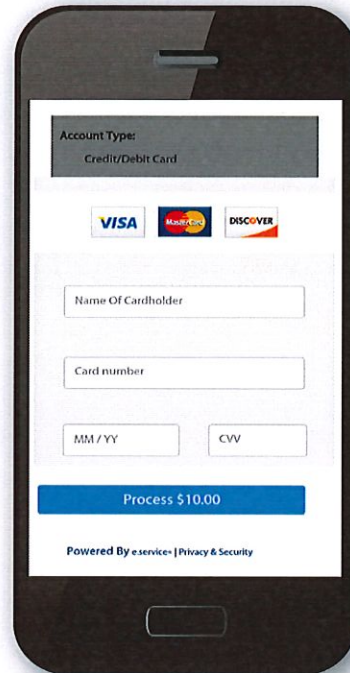 Account Type:
Credit/Debit Card
VISA MasterCard DISCOVER
Name Of Cardholder
Card number
MM / YY CVV
Process $10.00
Powered By e.service | Privacy & Security